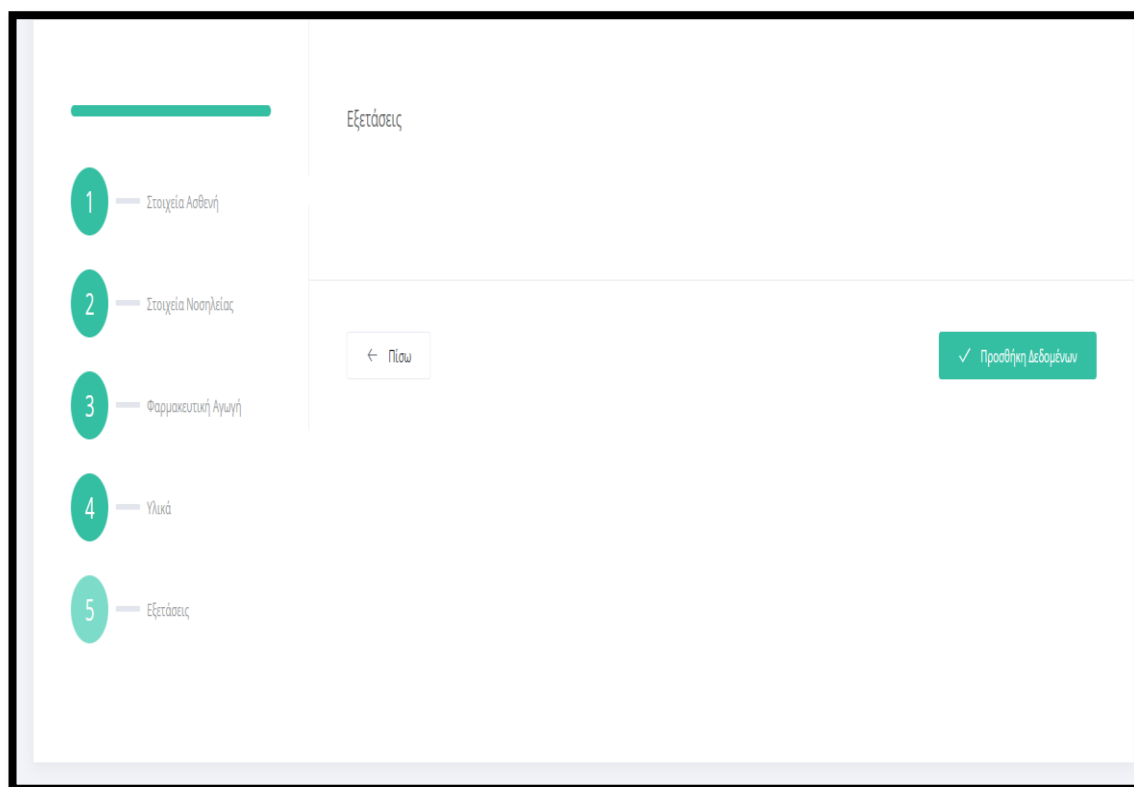 1 Στοιχεία Ασθενή
2 Στοιχεία Νοσηλείας
3 Φαρμακευτική Αγωγή
4 Υλικά
5 Εξετάσεις
Εξετάσεις
← Πίσω
✓ Προσθήκη Δεδομένων